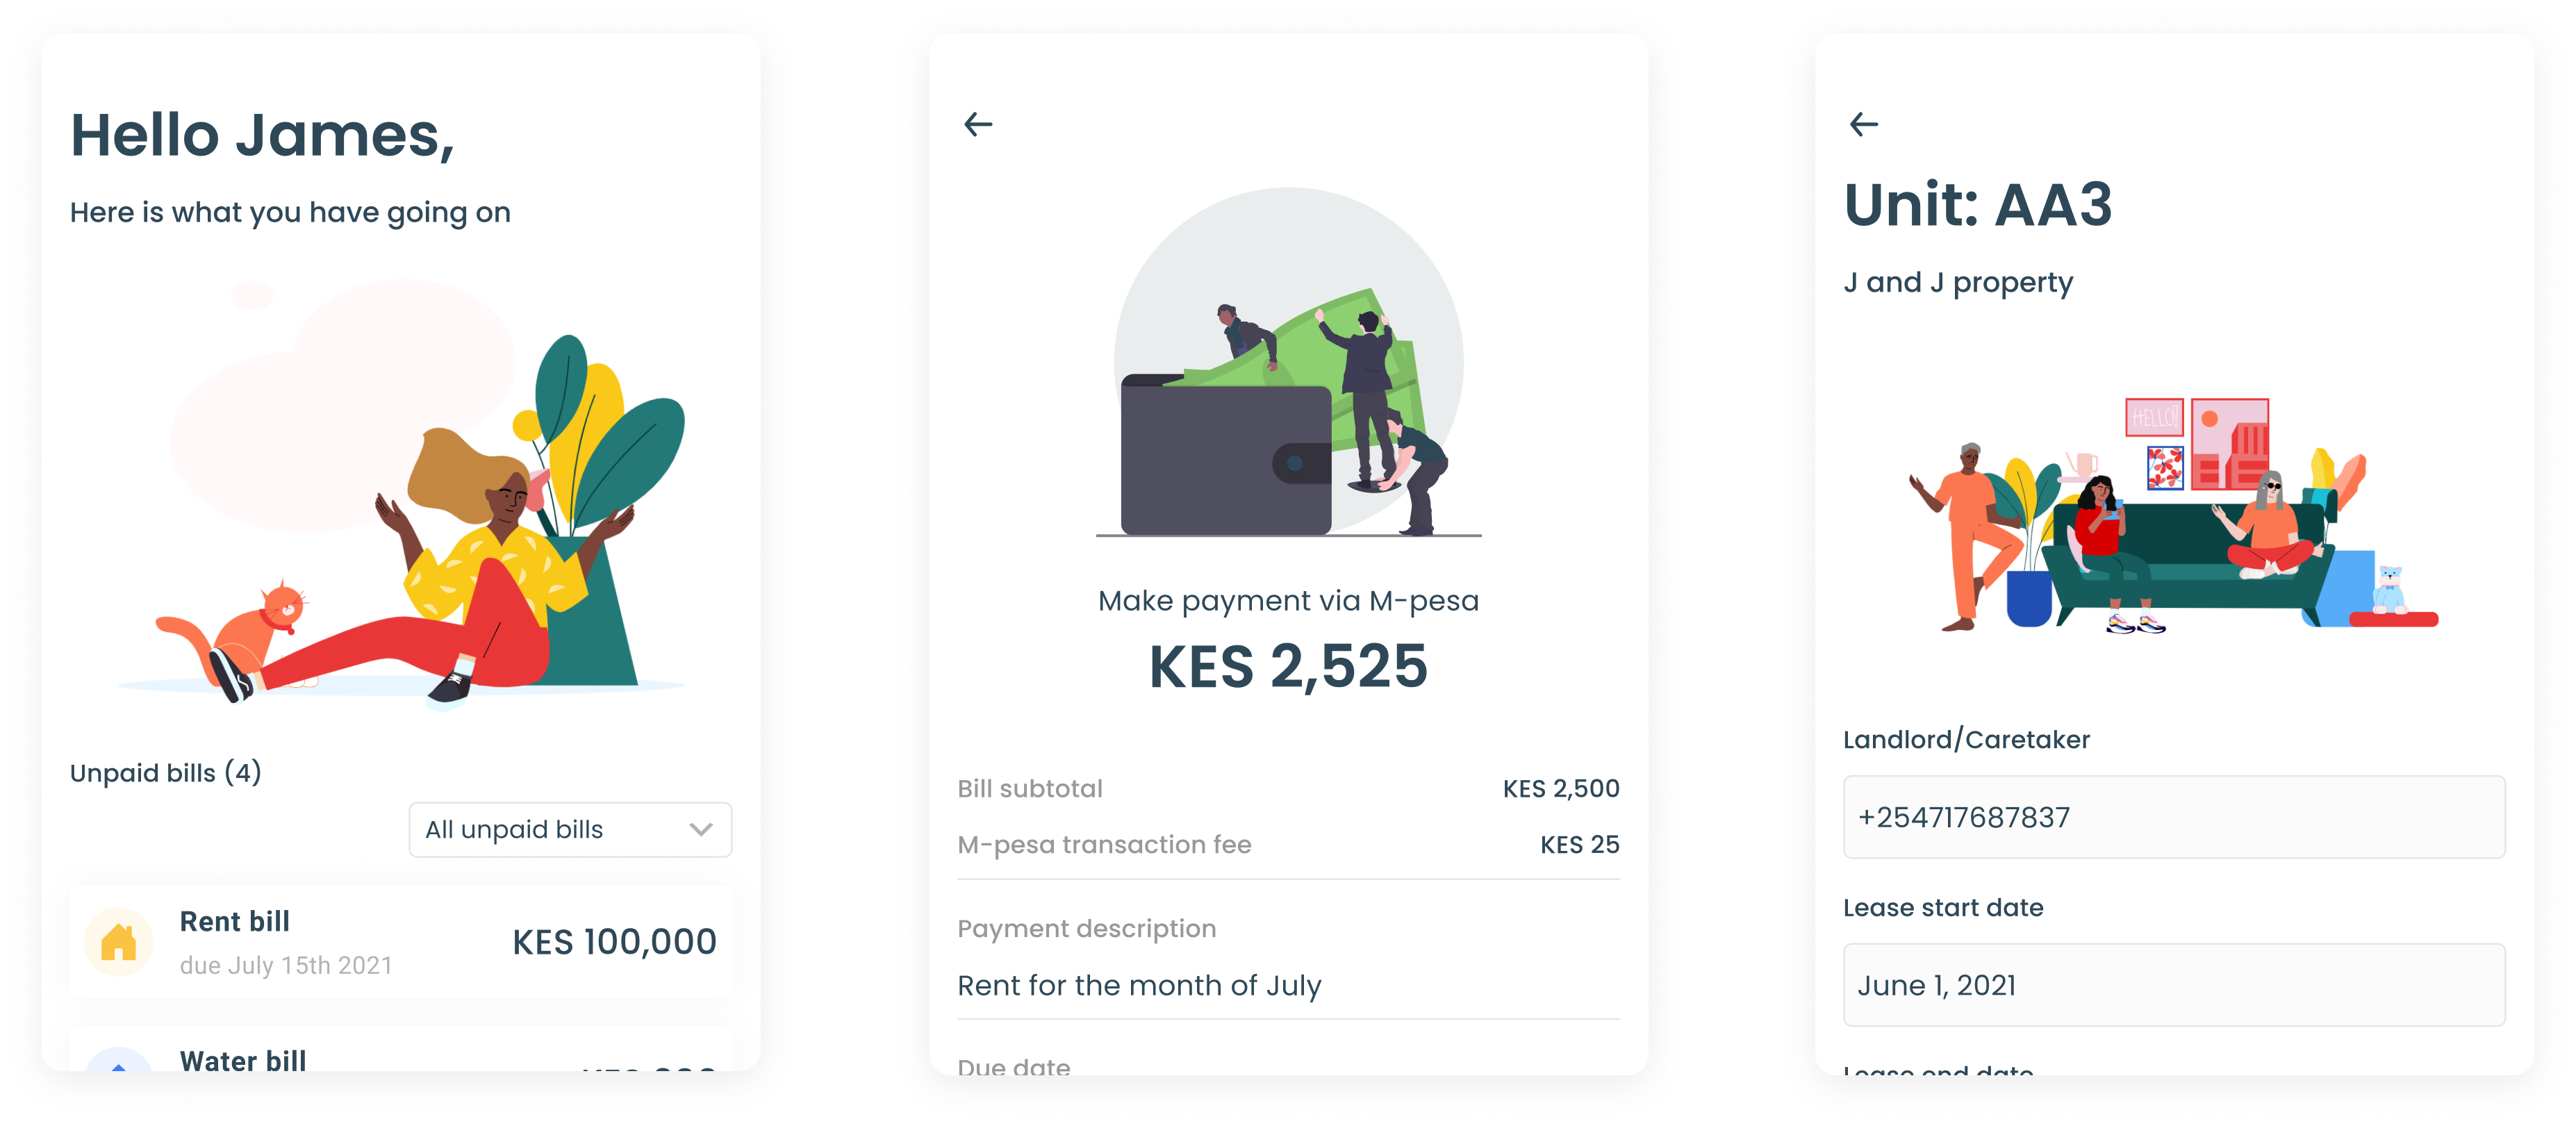 Hello James,
Here is what you have going on
Unpaid bills (4)
All unpaid bills
Rent bill
due July 15th 2021
KES 100,000
Water bill
Make payment via M-pesa
KES 2,525
Bill subtotal
KES 2,500
M-pesa transaction fee
KES 25
Payment description
Rent for the month of July
Due date
Unit: AA3
J and J property
HELLO!
Landlord/Caretaker
+254717687837
Lease start date
June 1, 2021
Lease end date